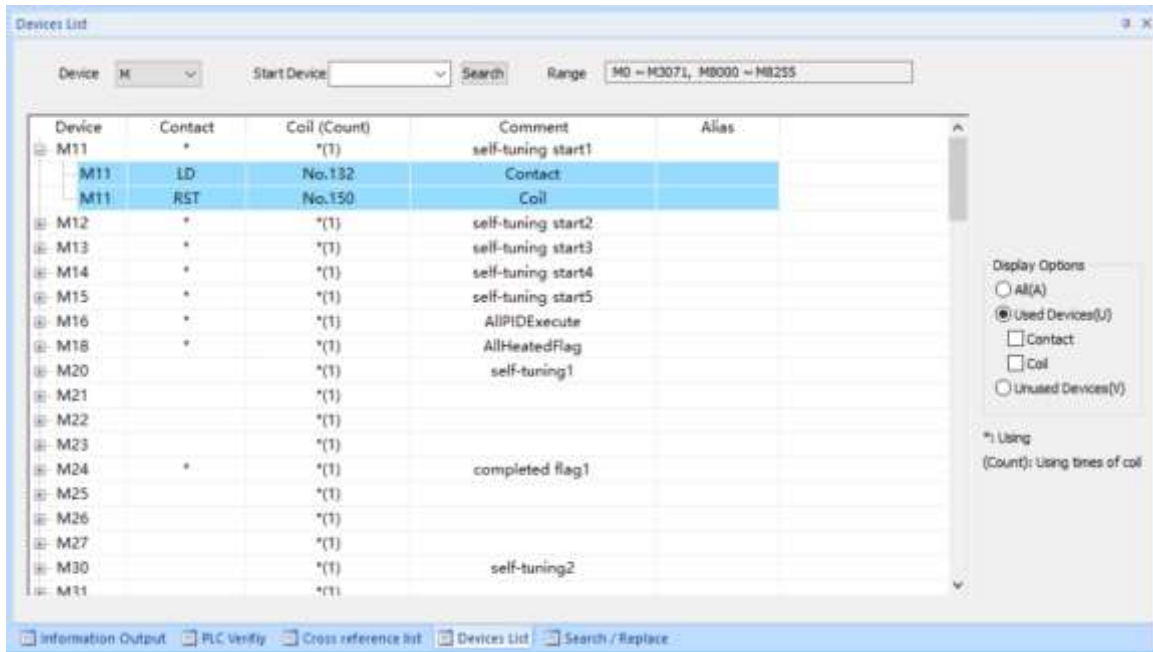 Devices List
Device M Start Device Search Range M0 ~ M3071, M8000 ~ M8255
Device Contact Coil (Count) Comment Alias
M11 * *(1) self-tuning start1
M11 LD No.132 Contact
M11 RST No.150 Coil
M12 * *(1) self-tuning start2
M13 * *(1) self-tuning start3
M14 * *(1) self-tuning start4
M15 * *(1) self-tuning start5
M16 * *(1) AllPIDExecute
M18 * *(1) AllHeatedFlag
M20 *(1) self-tuning1
M21 *(1)
M22 *(1)
M23 *(1)
M24 * *(1) completed flag1
M25 *(1)
M26 *(1)
M27 *(1)
M30 *(1) self-tuning2
M31 *(1)
Display Options
All(A)
Used Devices(U)
Contact
Coil
Unused Devices(V)
*: Using
(Count): Using times of coil
Information Output PLC Verifiy Cross reference list Devices List Search / Replace